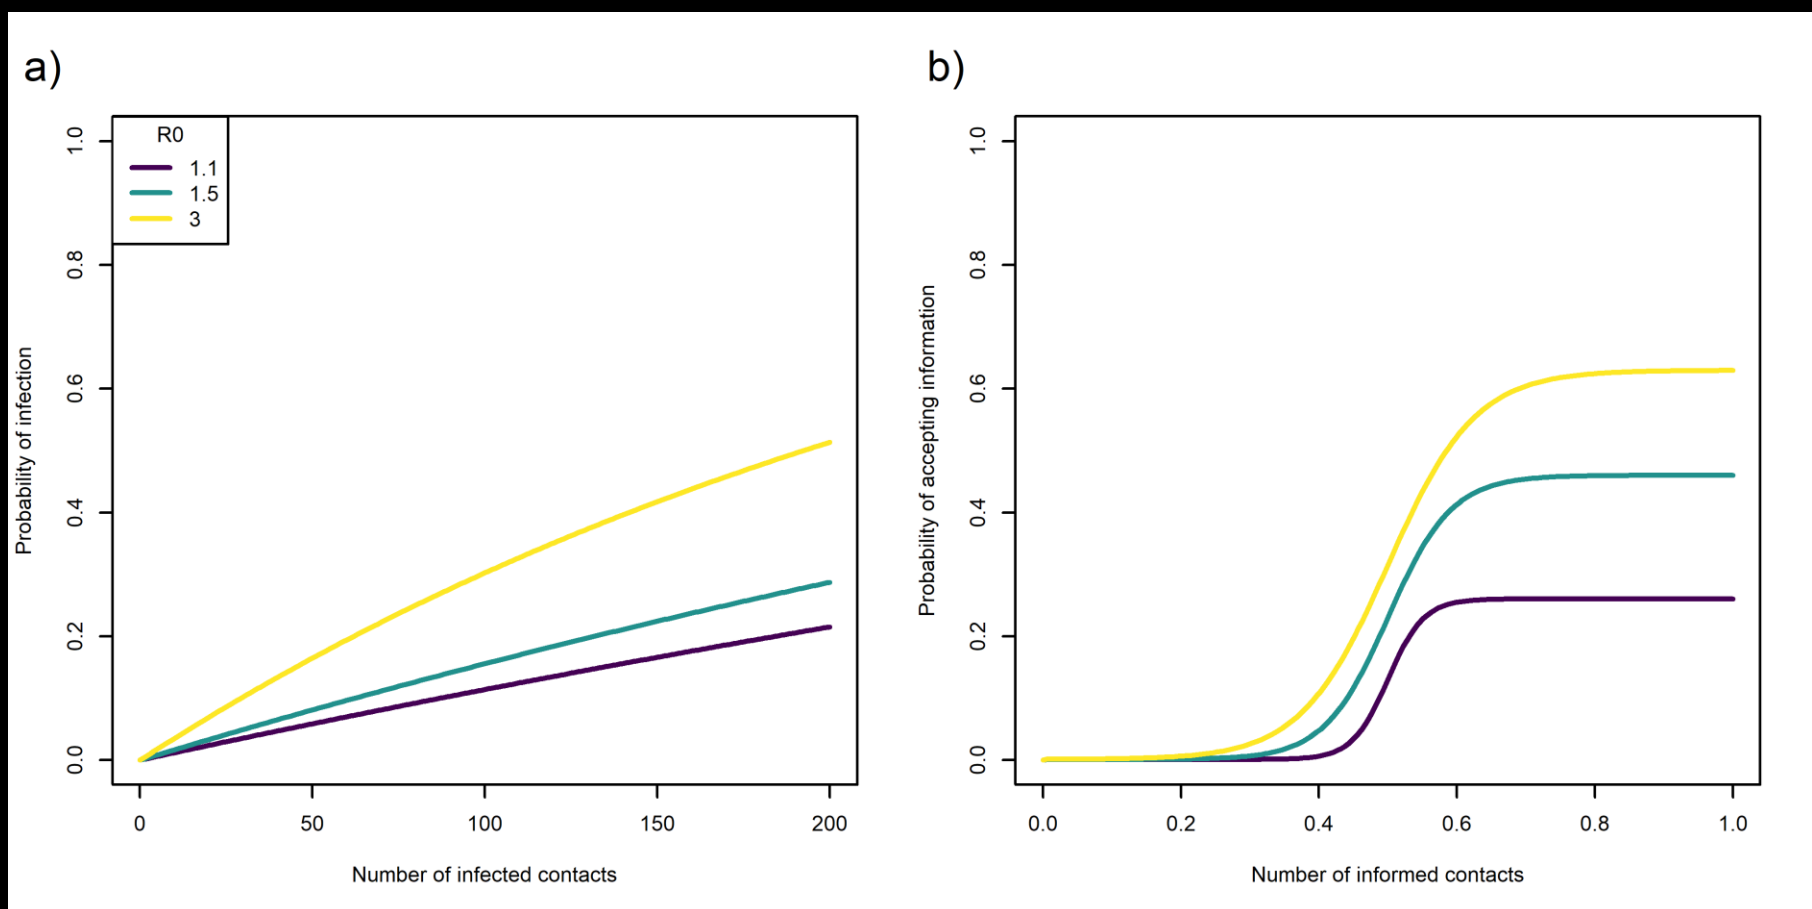 a)
R0
1.1
1.5
3
1.0
0.8
0.6
0.4
0.2
0.0
Probability of infection
0 50 100 150 200
Number of infected contacts
b)
1.0
0.8
0.6
0.4
0.2
0.0
Probability of accepting information
0.0 0.2 0.4 0.6 0.8 1.0
Number of informed contacts